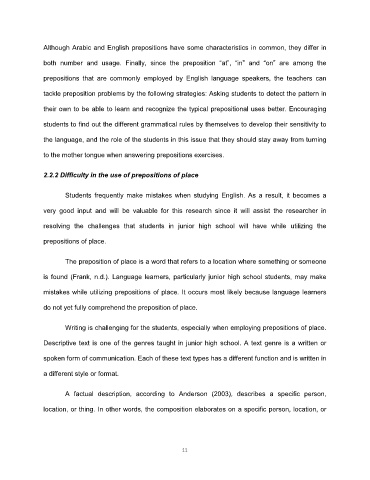 Although Arabic and English prepositions have some characteristics in common, they differ in
both number and usage. Finally, since the preposition “at”, “in” and “on” are among the
prepositions that are commonly employed by English language speakers, the teachers can
tackle preposition problems by the following strategies: Asking students to detect the pattern in
their own to be able to learn and recognize the typical prepositional uses better. Encouraging
students to find out the different grammatical rules by themselves to develop their sensitivity to
the language, and the role of the students in this issue that they should stay away from turning
to the mother tongue when answering prepositions exercises.
2.2.2 Difficulty in the use of prepositions of place
Students frequently make mistakes when studying English. As a result, it becomes a
very good input and will be valuable for this research since it will assist the researcher in
resolving the challenges that students in junior high school will have while utilizing the
prepositions of place.
The preposition of place is a word that refers to a location where something or someone
is found (Frank, n.d.). Language learners, particularly junior high school students, may make
mistakes while utilizing prepositions of place. It occurs most likely because language learners
do not yet fully comprehend the preposition of place.
Writing is challenging for the students, especially when employing prepositions of place.
Descriptive text is one of the genres taught in junior high school. A text genre is a written or
spoken form of communication. Each of these text types has a different function and is written in
a different style or format.
A factual description, according to Anderson (2003), describes a specific person,
location, or thing. In other words, the composition elaborates on a specific person, location, or
11